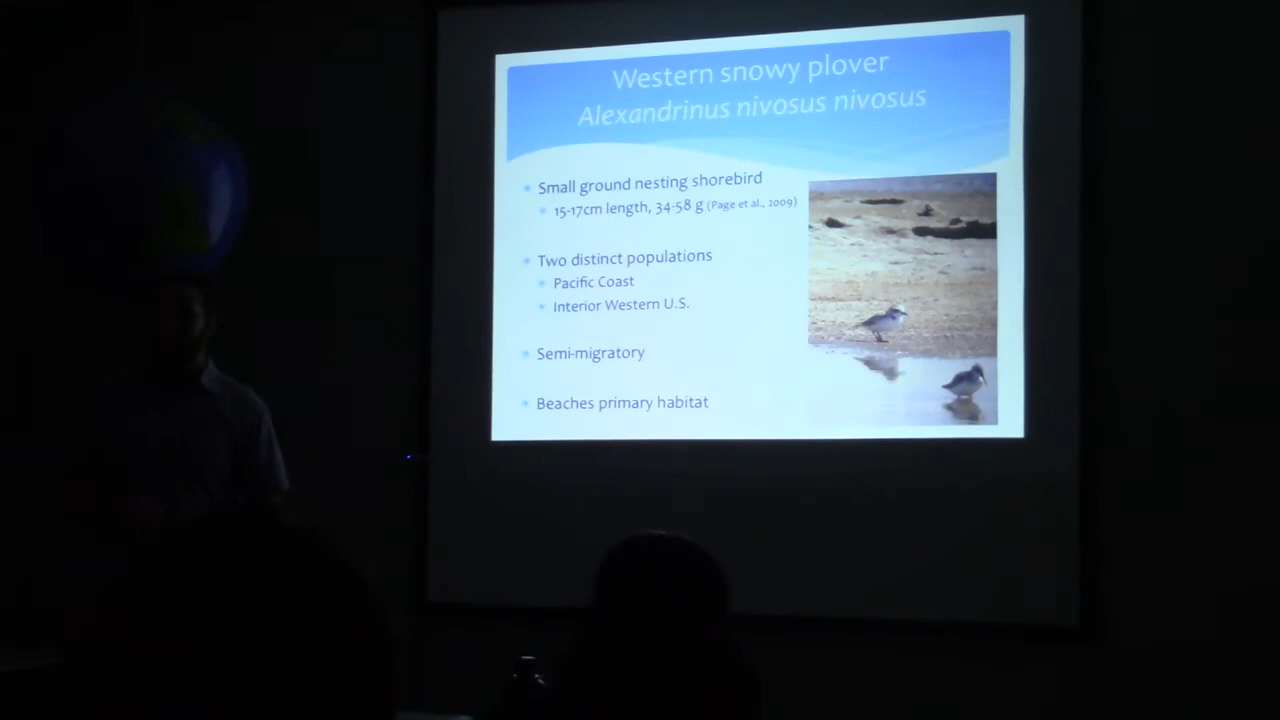 Western snowy plover
Alexandrinus nivosus nivosus
Small ground nesting shorebird
15-17cm length, 34-58 g (Page et al., 2009)
Two distinct populations
Pacific Coast
Interior Western U.S.
Semi-migratory
Beaches primary habitat